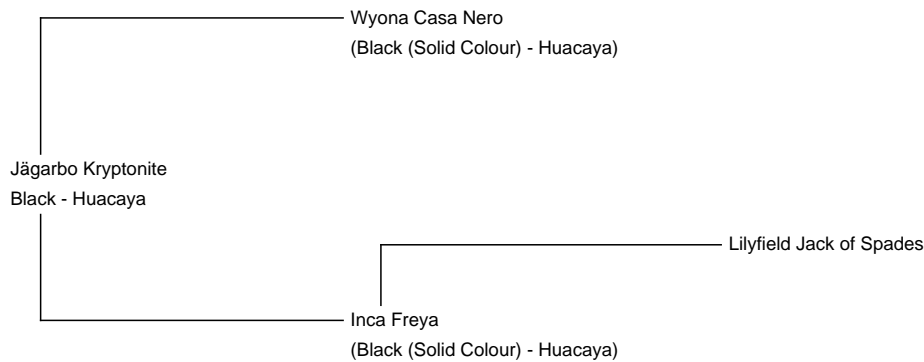 Wyona Casa Nero
(Black (Solid Colour) - Huacaya)
Jägarbo Kryptonite
Black - Huacaya
Lilyfield Jack of Spades
Inca Freya
(Black (Solid Colour) - Huacaya)